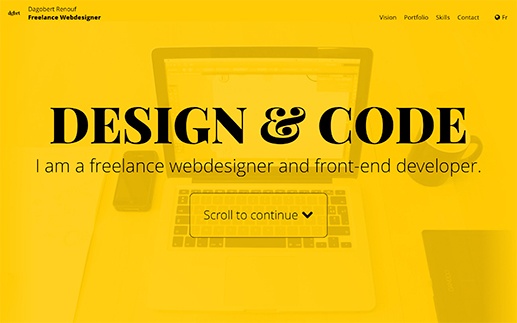 Dagobert Renouf
Freelance Webdesigner
Vision Portfolio Skills Contact Fr
DESIGN & CODE
I am a freelance webdesigner and front-end developer.
Scroll to continue